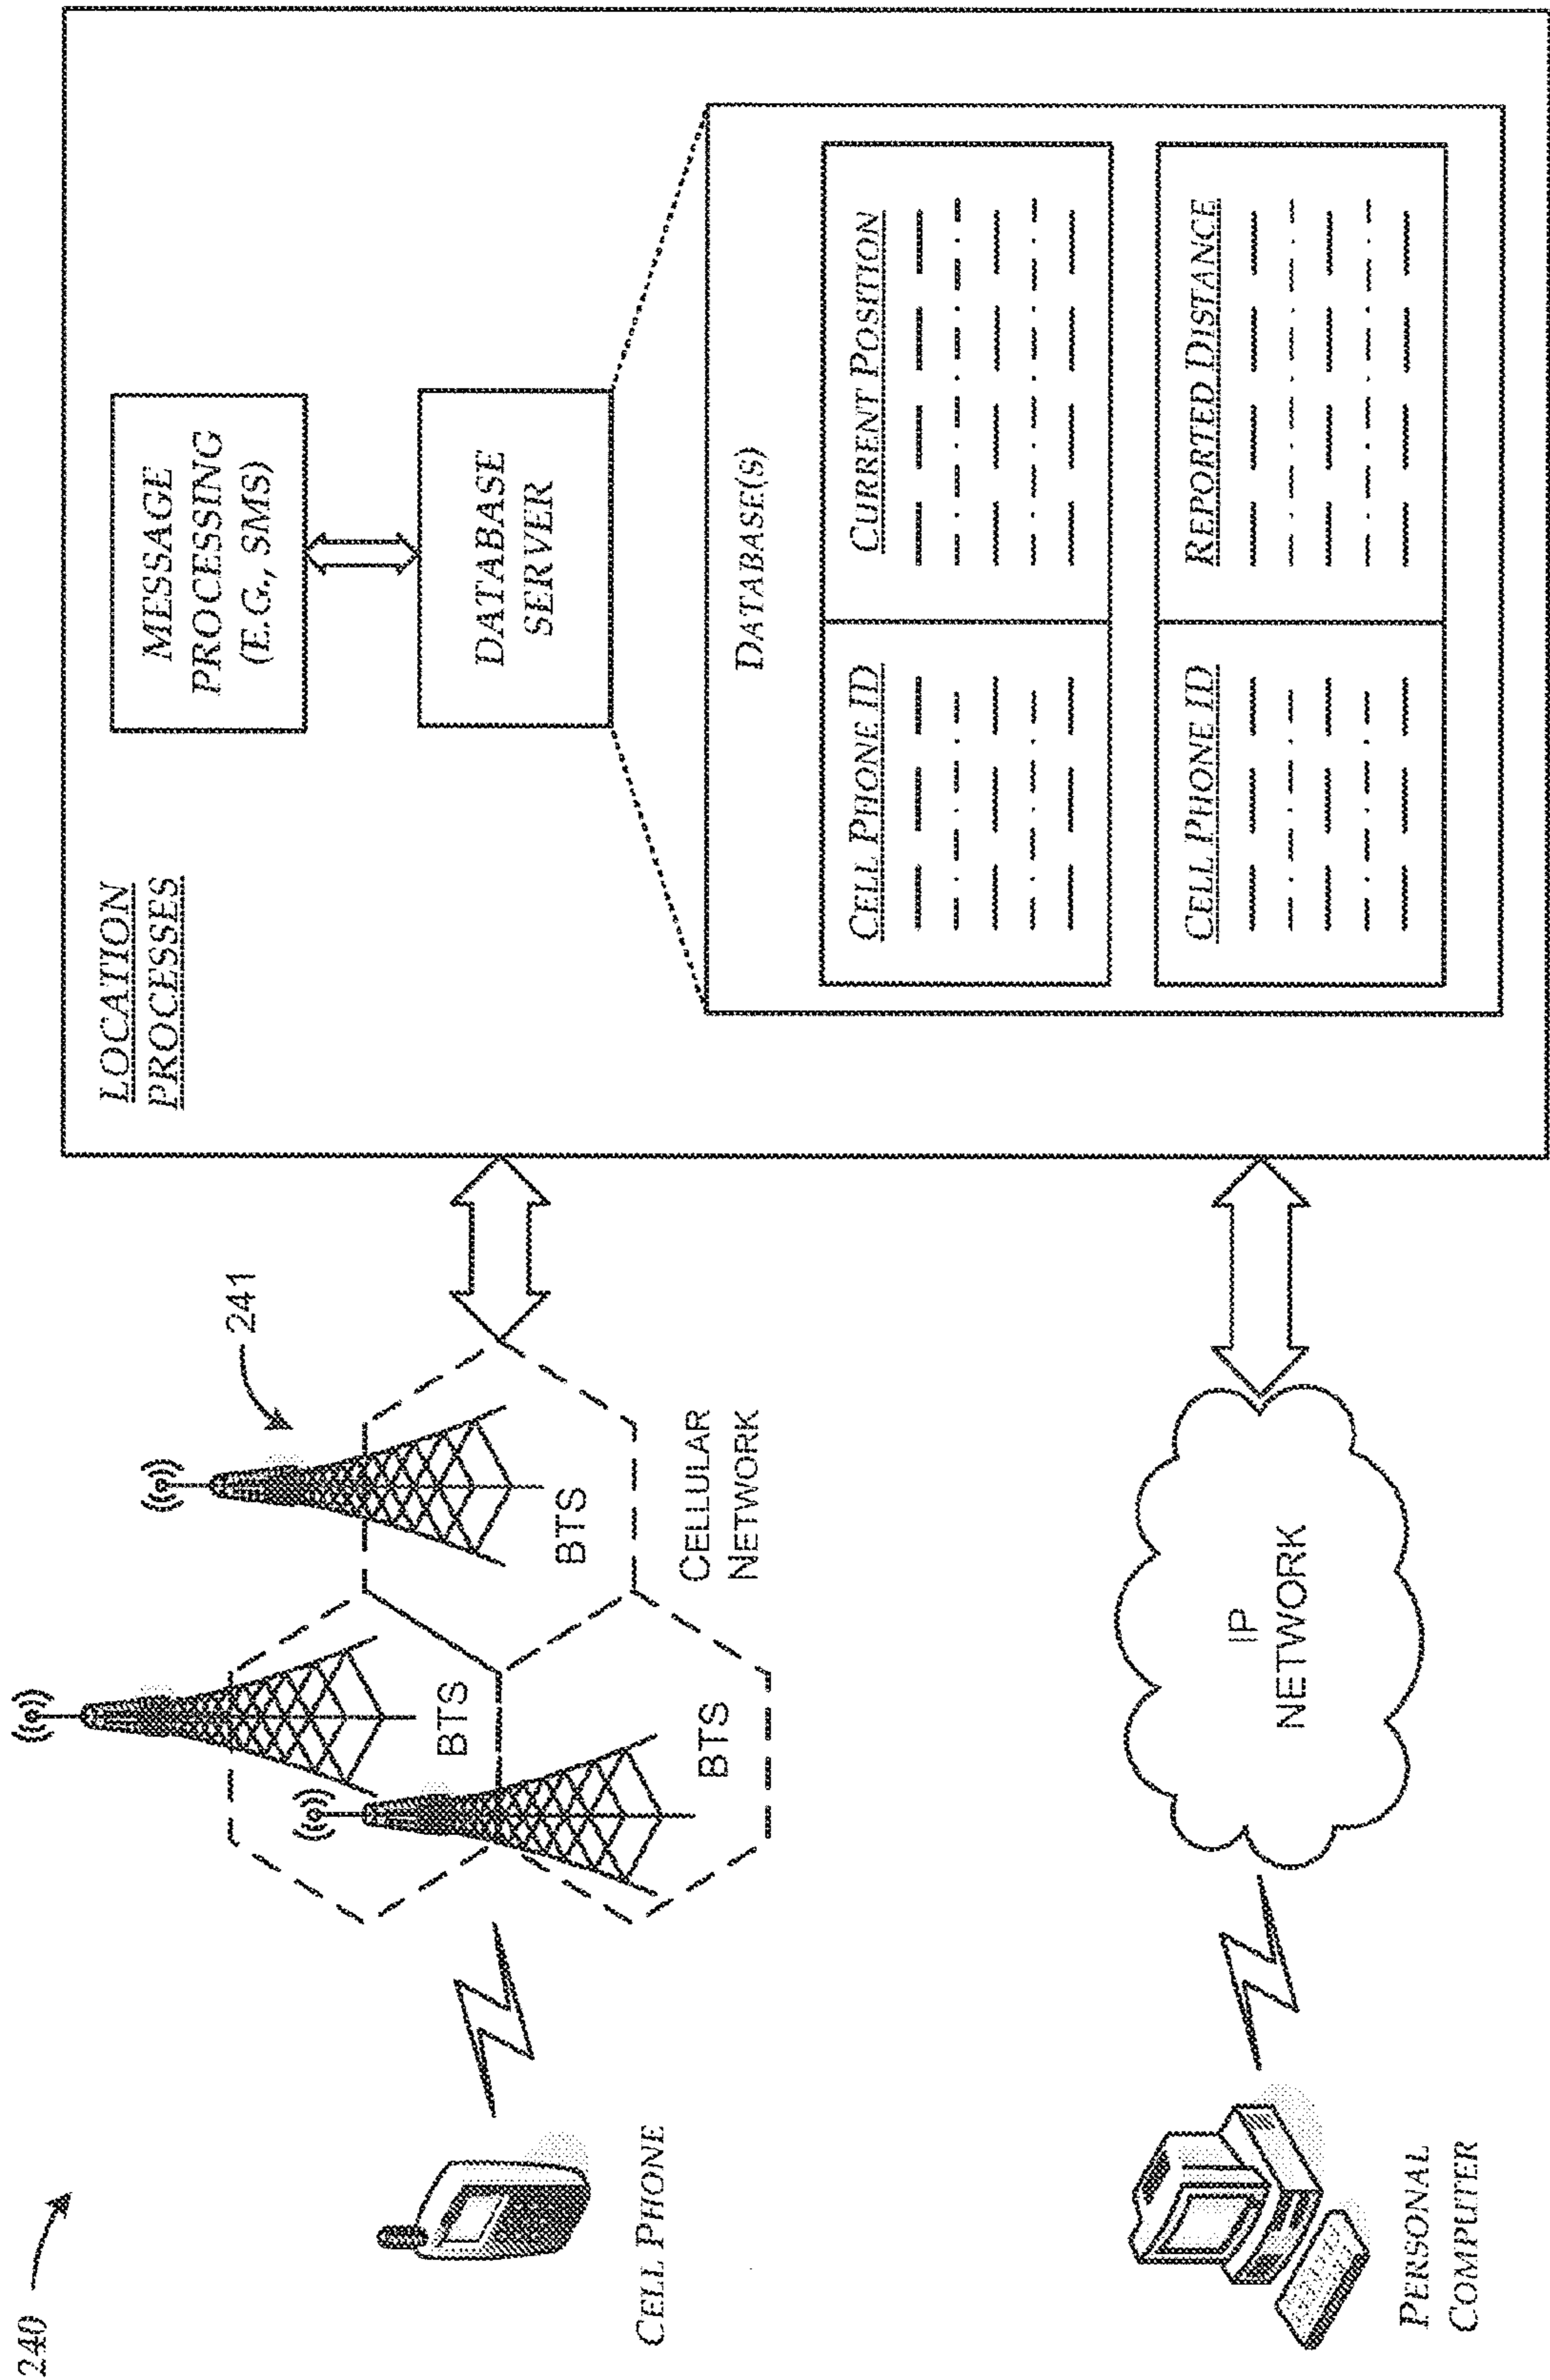 240
241
CELL PHONE
BTS
BTS
BTS
CELLULAR
NETWORK
PERSONAL
COMPUTER
IP
NETWORK
LOCATION
PROCESSES
MESSAGE
PROCESSING
(E.G., SMS)
DATABASE
SERVER
DATABASE(S)
CELL PHONE ID
CURRENT POSITION
CELL PHONE ID
REPORTED DISTANCE